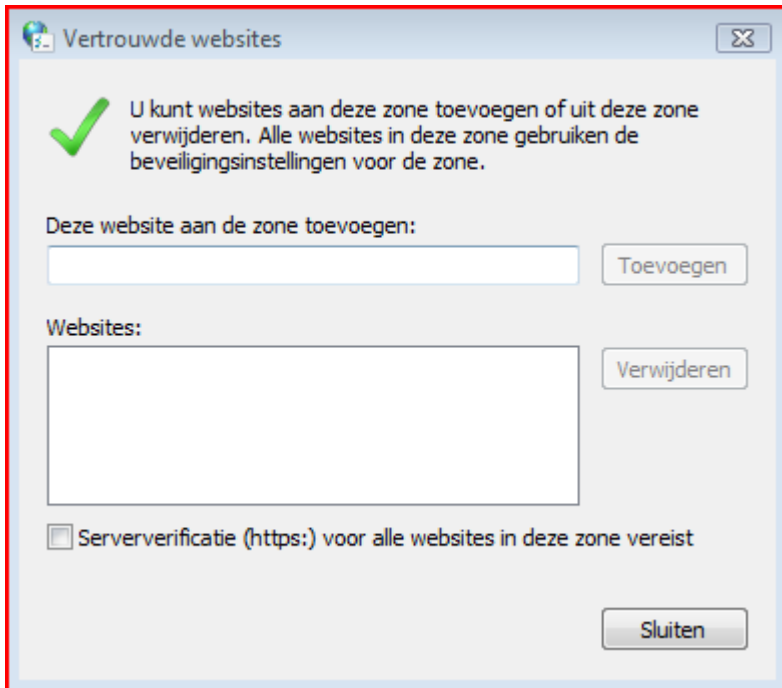 Vertrouwde websites
U kunt websites aan deze zone toevoegen of uit deze zone
verwijderen. Alle websites in deze zone gebruiken de
beveiligingsinstellingen voor de zone.
Deze website aan de zone toevoegen:
Toevoegen
Websites:
Verwijderen
Serververificatie (https:) voor alle websites in deze zone vereist
Sluiten